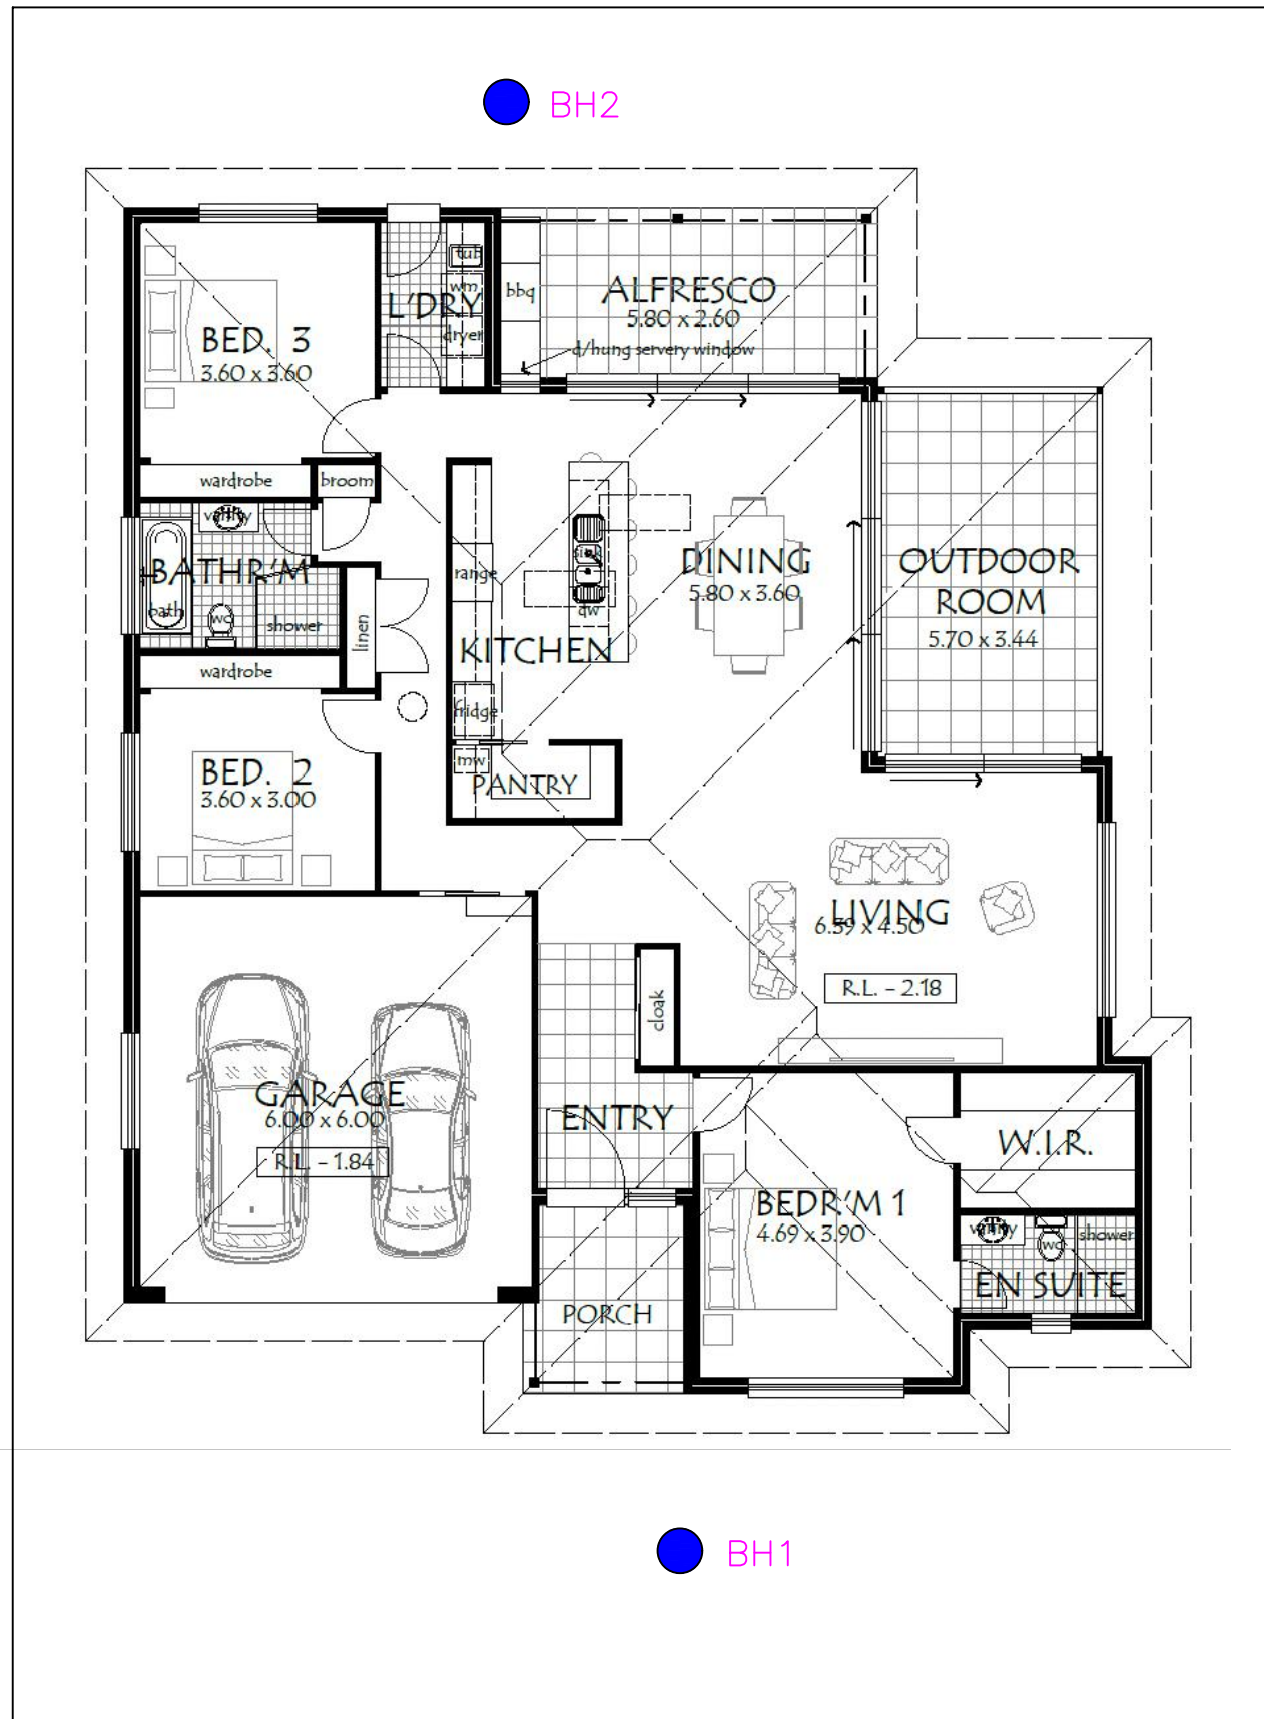 BH2
tub
wm
L'DRY
dryer
bbq
ALFRESCO
5.80 x 2.60
d/hung servery window
BED. 3
3.60 x 3.60
wardrobe
broom
vanity
BATHR'M
bath
wc
shower
linen
wardrobe
range
sink
dw
KITCHEN
fridge
mw
PANTRY
DINING
5.80 x 3.60
OUTDOOR
ROOM
5.70 x 3.44
BED. 2
3.60 x 3.00
LIVING
6.39 x 4.50
R.L. - 2.18
cloak
GARAGE
6.00 x 6.00
R.L. - 1.84
ENTRY
W.I.R.
BEDR'M 1
4.69 x 3.90
vanity
wc
shower
EN SUITE
PORCH
BH1